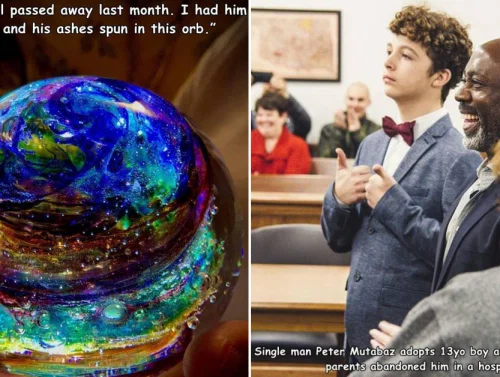 l passed away last month. I had him
and his ashes spun in this orb."
Single man Peter Mutabaz adopts 13yo boy a
parents abandoned him in a hosp